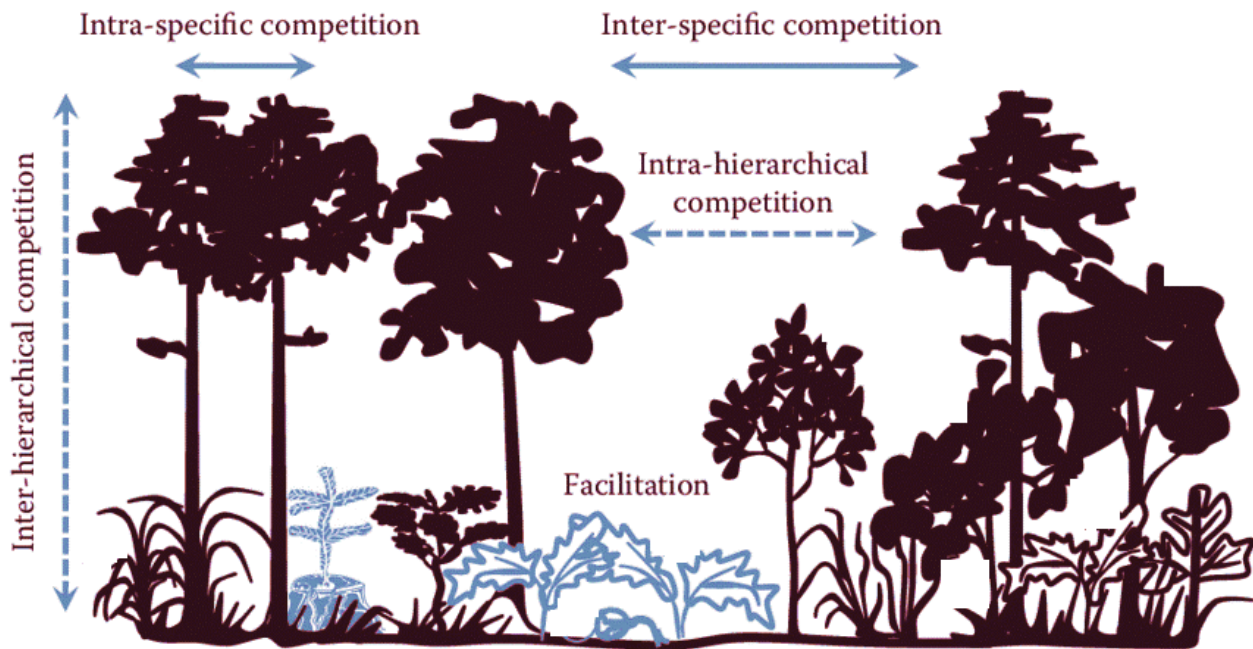 Intra-specific competition
Inter-specific competition
Inter-hierarchical competition
Intra-hierarchical
competition
Facilitation